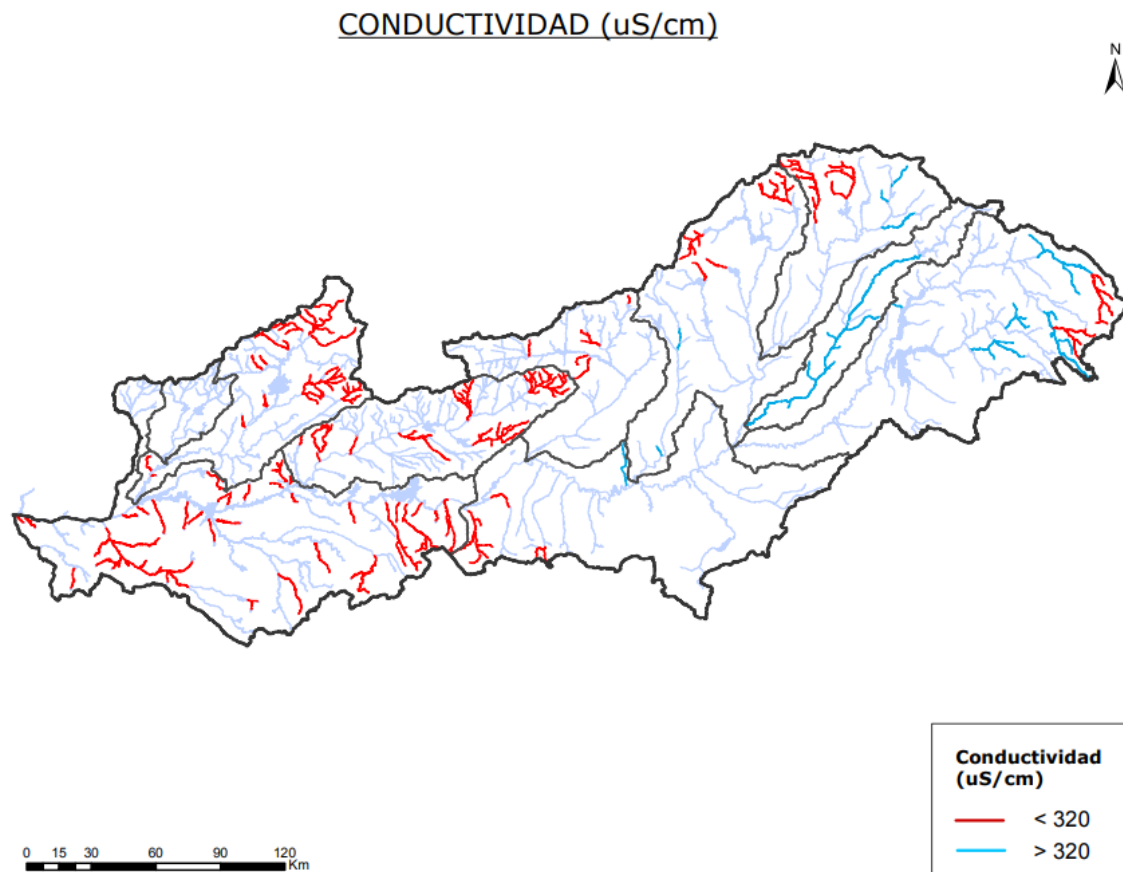 CONDUCTIVIDAD (uS/cm)
N
Conductividad
(uS/cm)
< 320
> 320
0 15 30 60 90 120
Km